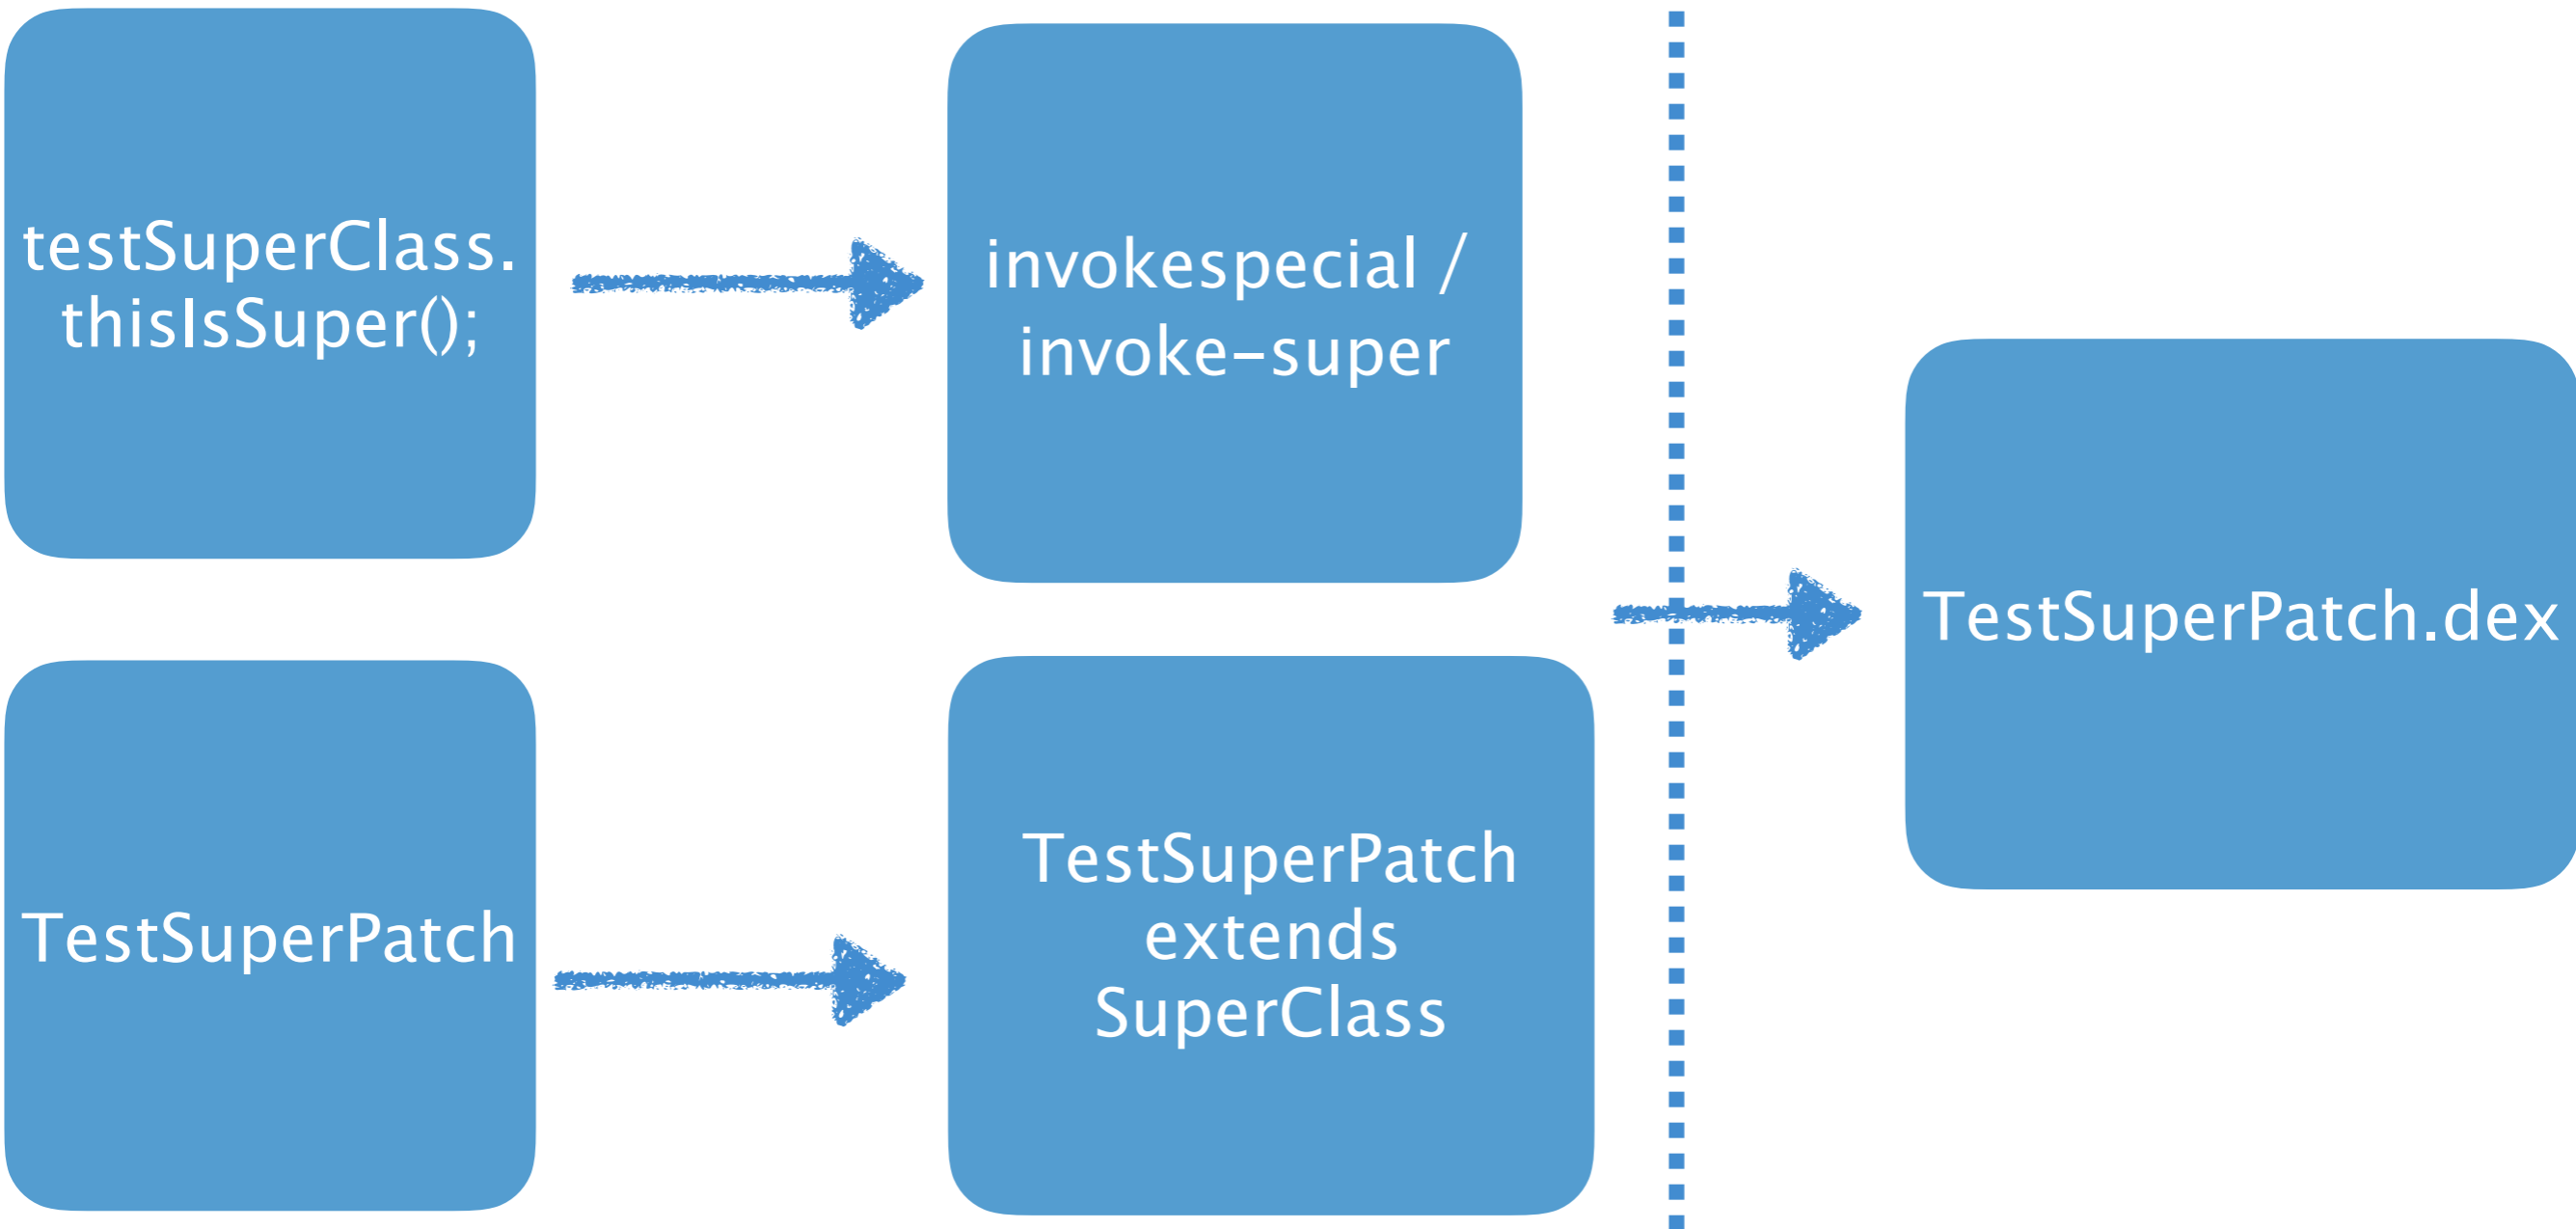 testSuperClass.
thisIsSuper();
invokespecial /
invoke-super
TestSuperPatch
TestSuperPatch
extends
SuperClass
TestSuperPatch.dex